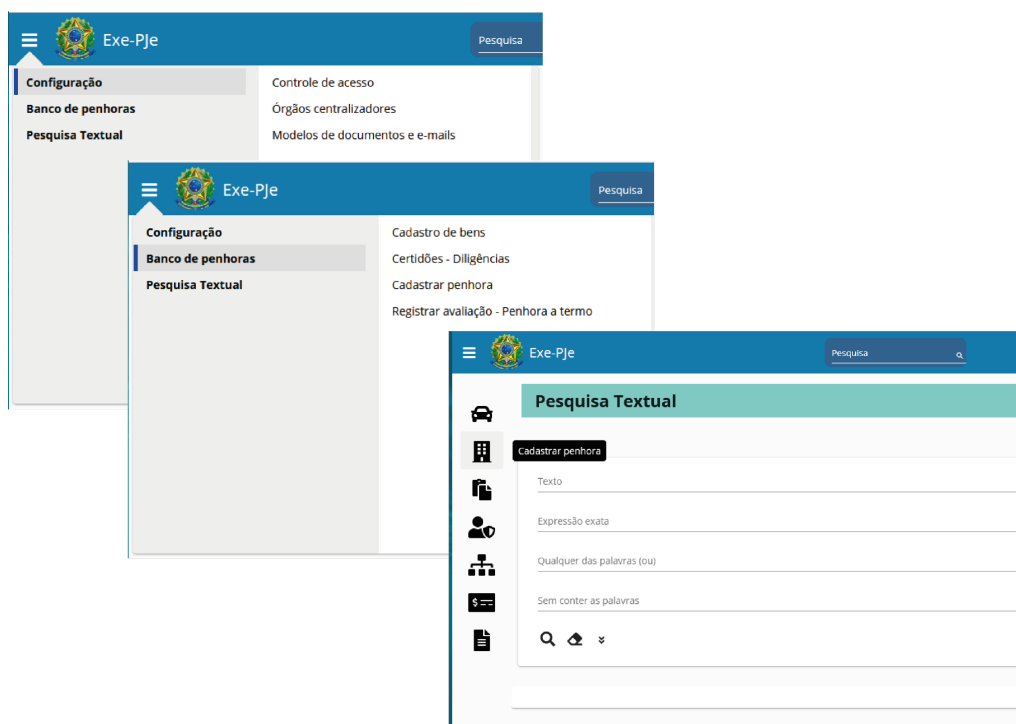 Exe-PJe
Pesquisa
Configuração
Controle de acesso
Banco de penhoras
Órgãos centralizadores
Pesquisa Textual
Modelos de documentos e e-mails
Exe-PJe
Pesquisa
Configuração
Cadastro de bens
Banco de penhoras
Certidões - Diligências
Pesquisa Textual
Cadastrar penhora
Registrar avaliação - Penhora a termo
Exe-PJe
Pesquisa
Pesquisa Textual
Cadastrar penhora
Texto
Expressão exata
Qualquer das palavras (ou)
Sem conter as palavras